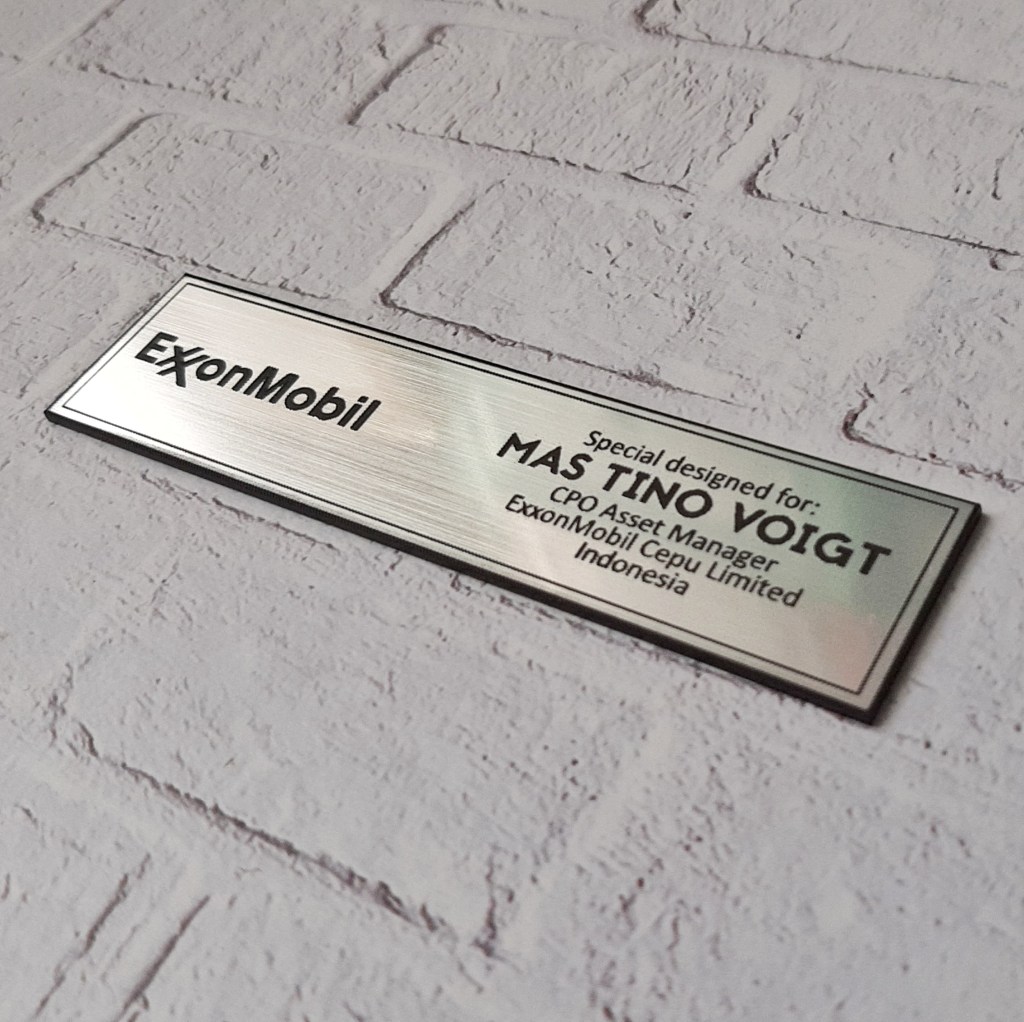 ExxonMobil
Special designed for:
MAS TINO VOIGT
CPO Asset Manager
ExxonMobil Cepu Limited
Indonesia